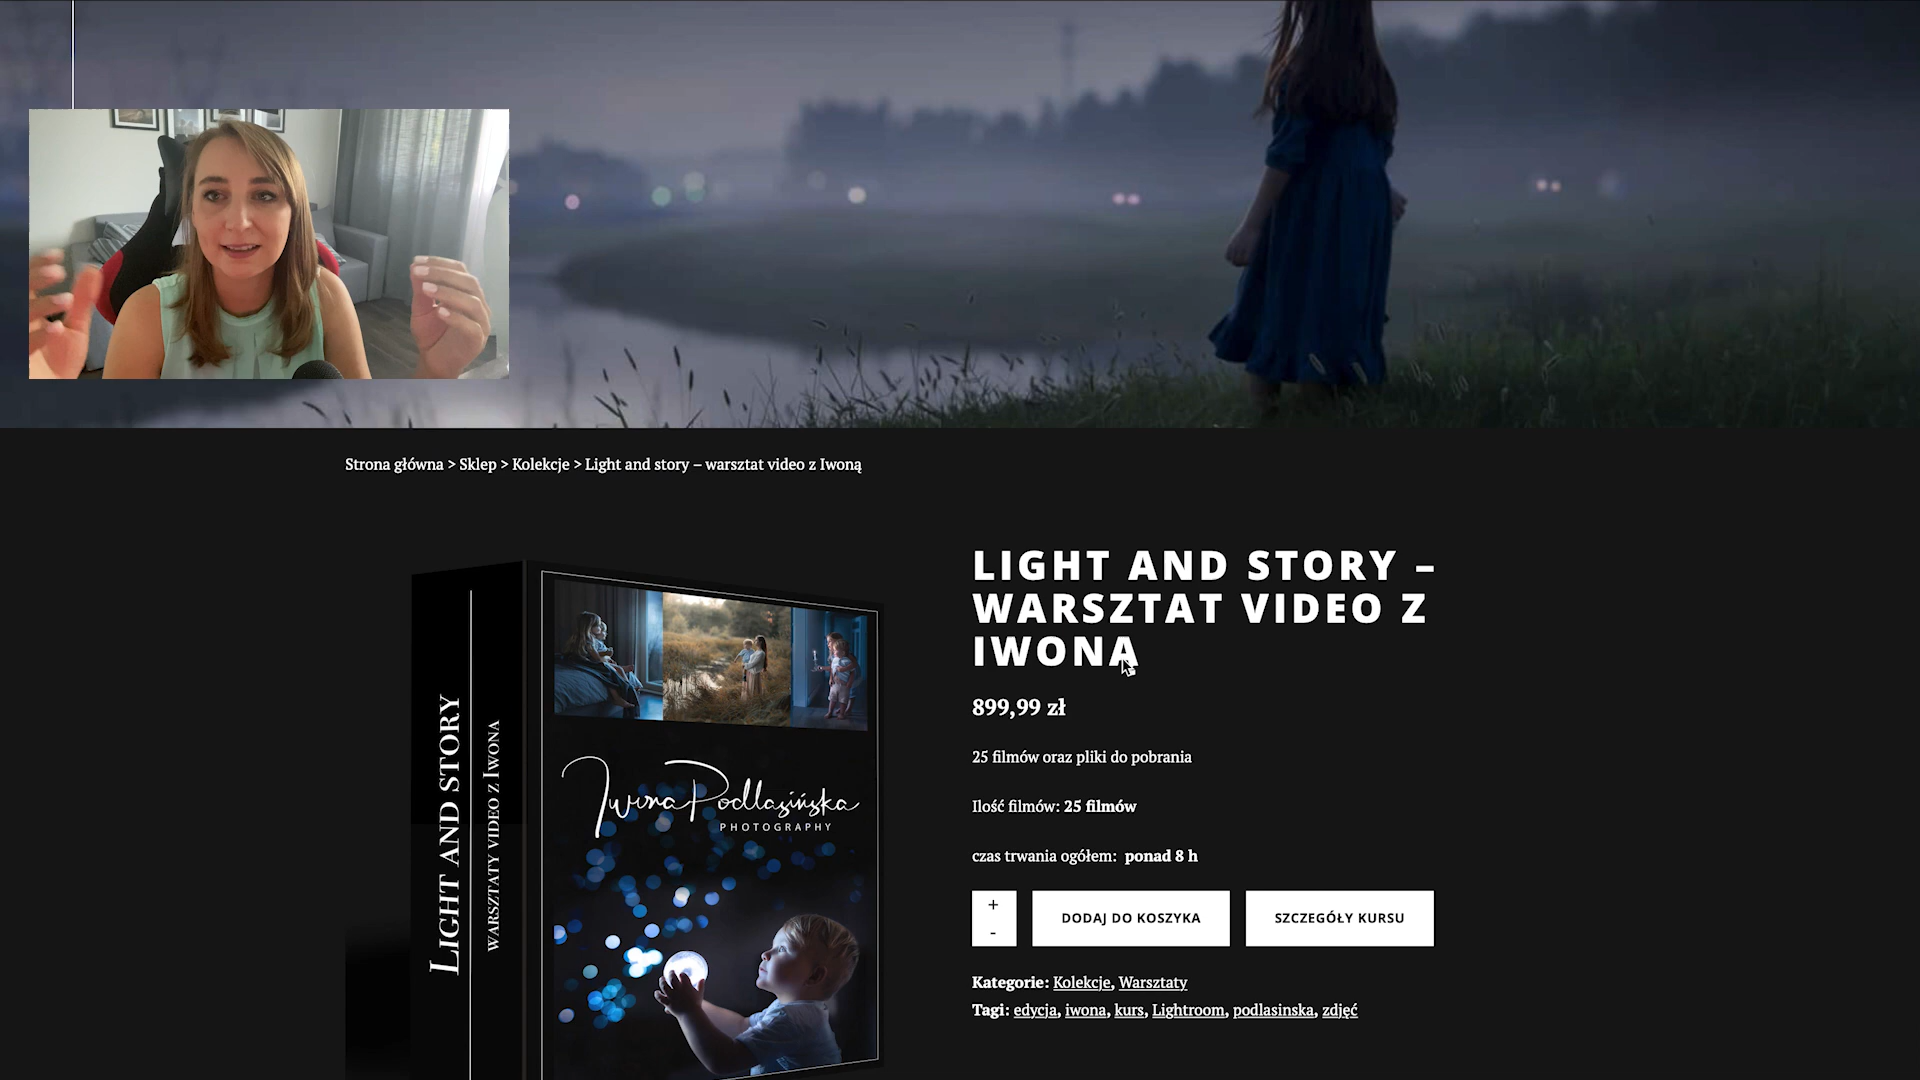 Strona główna > Sklep > Kolekcje > Light and story – warsztat video z Iwoną
LIGHT AND STORY
WARSZTATY VIDEO Z IWONĄ
Iwona Podlasińska
PHOTOGRAPHY
LIGHT AND STORY –
WARSZTAT VIDEO Z
IWONĄ
899,99 zł
25 filmów oraz pliki do pobrania
Ilość filmów: 25 filmów
czas trwania ogółem: ponad 8 h
+
-
DODAJ DO KOSZYKA
SZCZEGÓŁY KURSU
Kategorie: Kolekcje, Warsztaty
Tagi: edycja, iwona, kurs, Lightroom, podlasinska, zdjęć